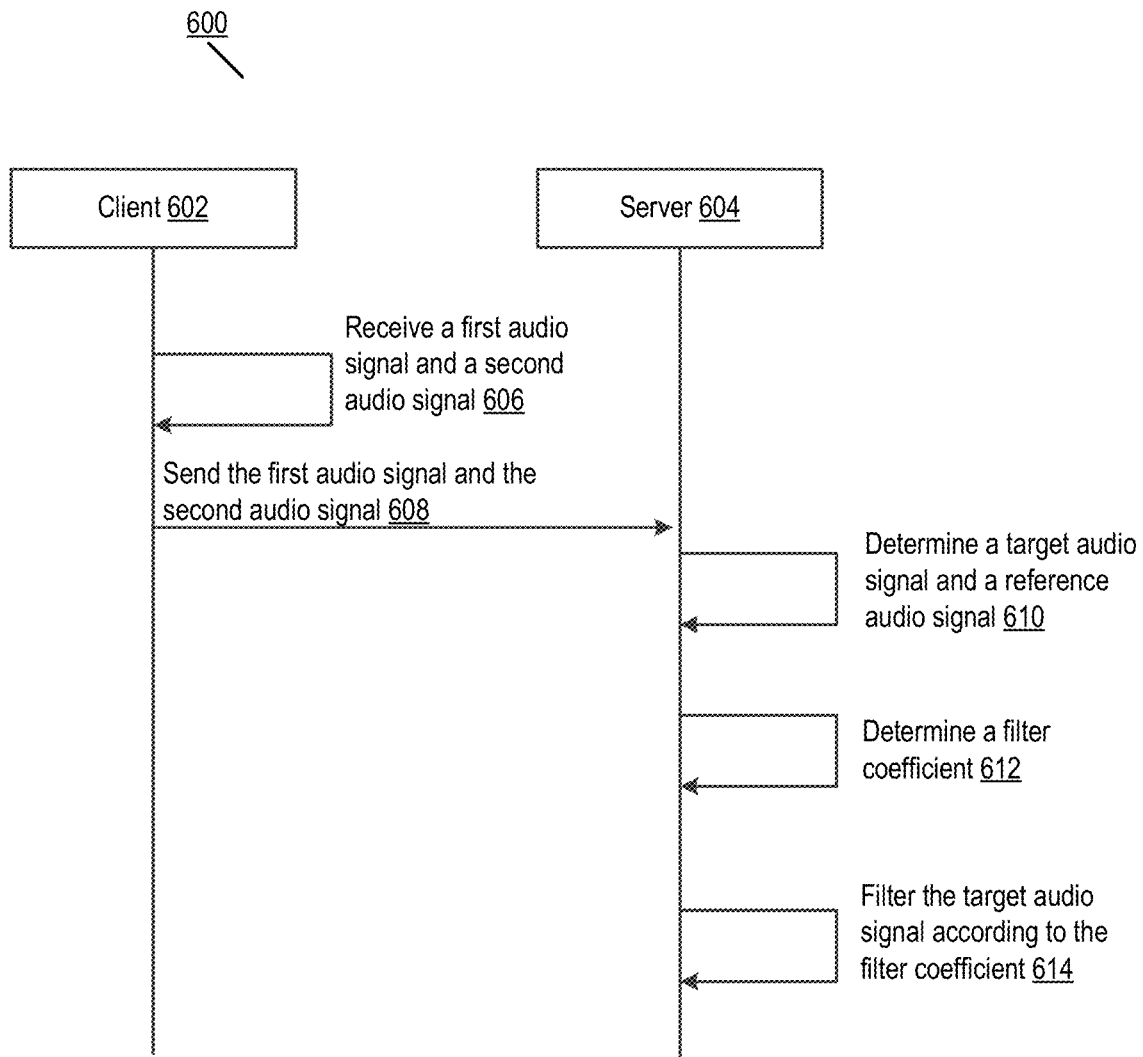 600
Client 602
Server 604
Receive a first audio
signal and a second
audio signal 606
Send the first audio signal and the
second audio signal 608
Determine a target audio
signal and a reference
audio signal 610
Determine a filter
coefficient 612
Filter the target audio
signal according to the
filter coefficient 614